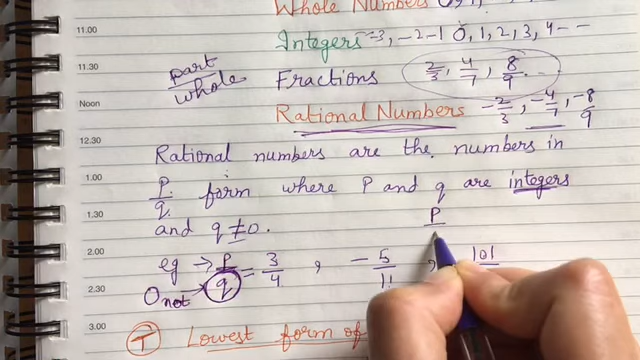 Whole Numbers 0, 1, 2
11.00
Integers -3, -2 -1 0, 1, 2, 3, 4 - -
11.30
part/whole Fractions 2/3, 4/7, 8/9 ..
Noon
Rational Numbers -2/3, -4/7, -8/9
12.30
Rational numbers are the numbers in
1.00
P/q form where P and q are integers
1.30
and q ≠ 0. P
2.00
eg → P/q = 3/4 , -5/11 , 101
0 not →
2.30
3.00
① Lowest form of